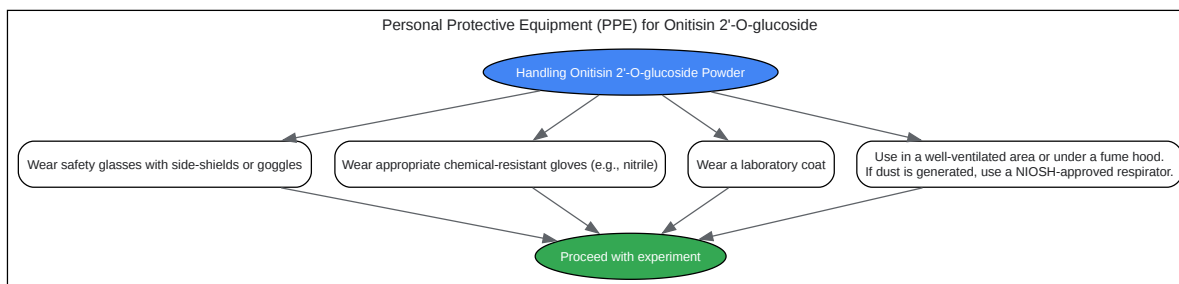 Personal Protective Equipment (PPE) for Onitisin 2'-O-glucoside
Handling Onitisin 2'-O-glucoside Powder
Wear safety glasses with side-shields or goggles
Wear appropriate chemical-resistant gloves (e.g., nitrile)
Wear a laboratory coat
Use in a well-ventilated area or under a fume hood.
If dust is generated, use a NIOSH-approved respirator.
Proceed with experiment